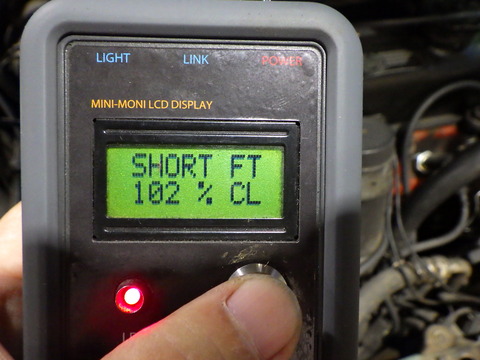 LIGHT LINK POWER
MINI-MONI LCD DISPLAY
SHORT FT
102 % CL